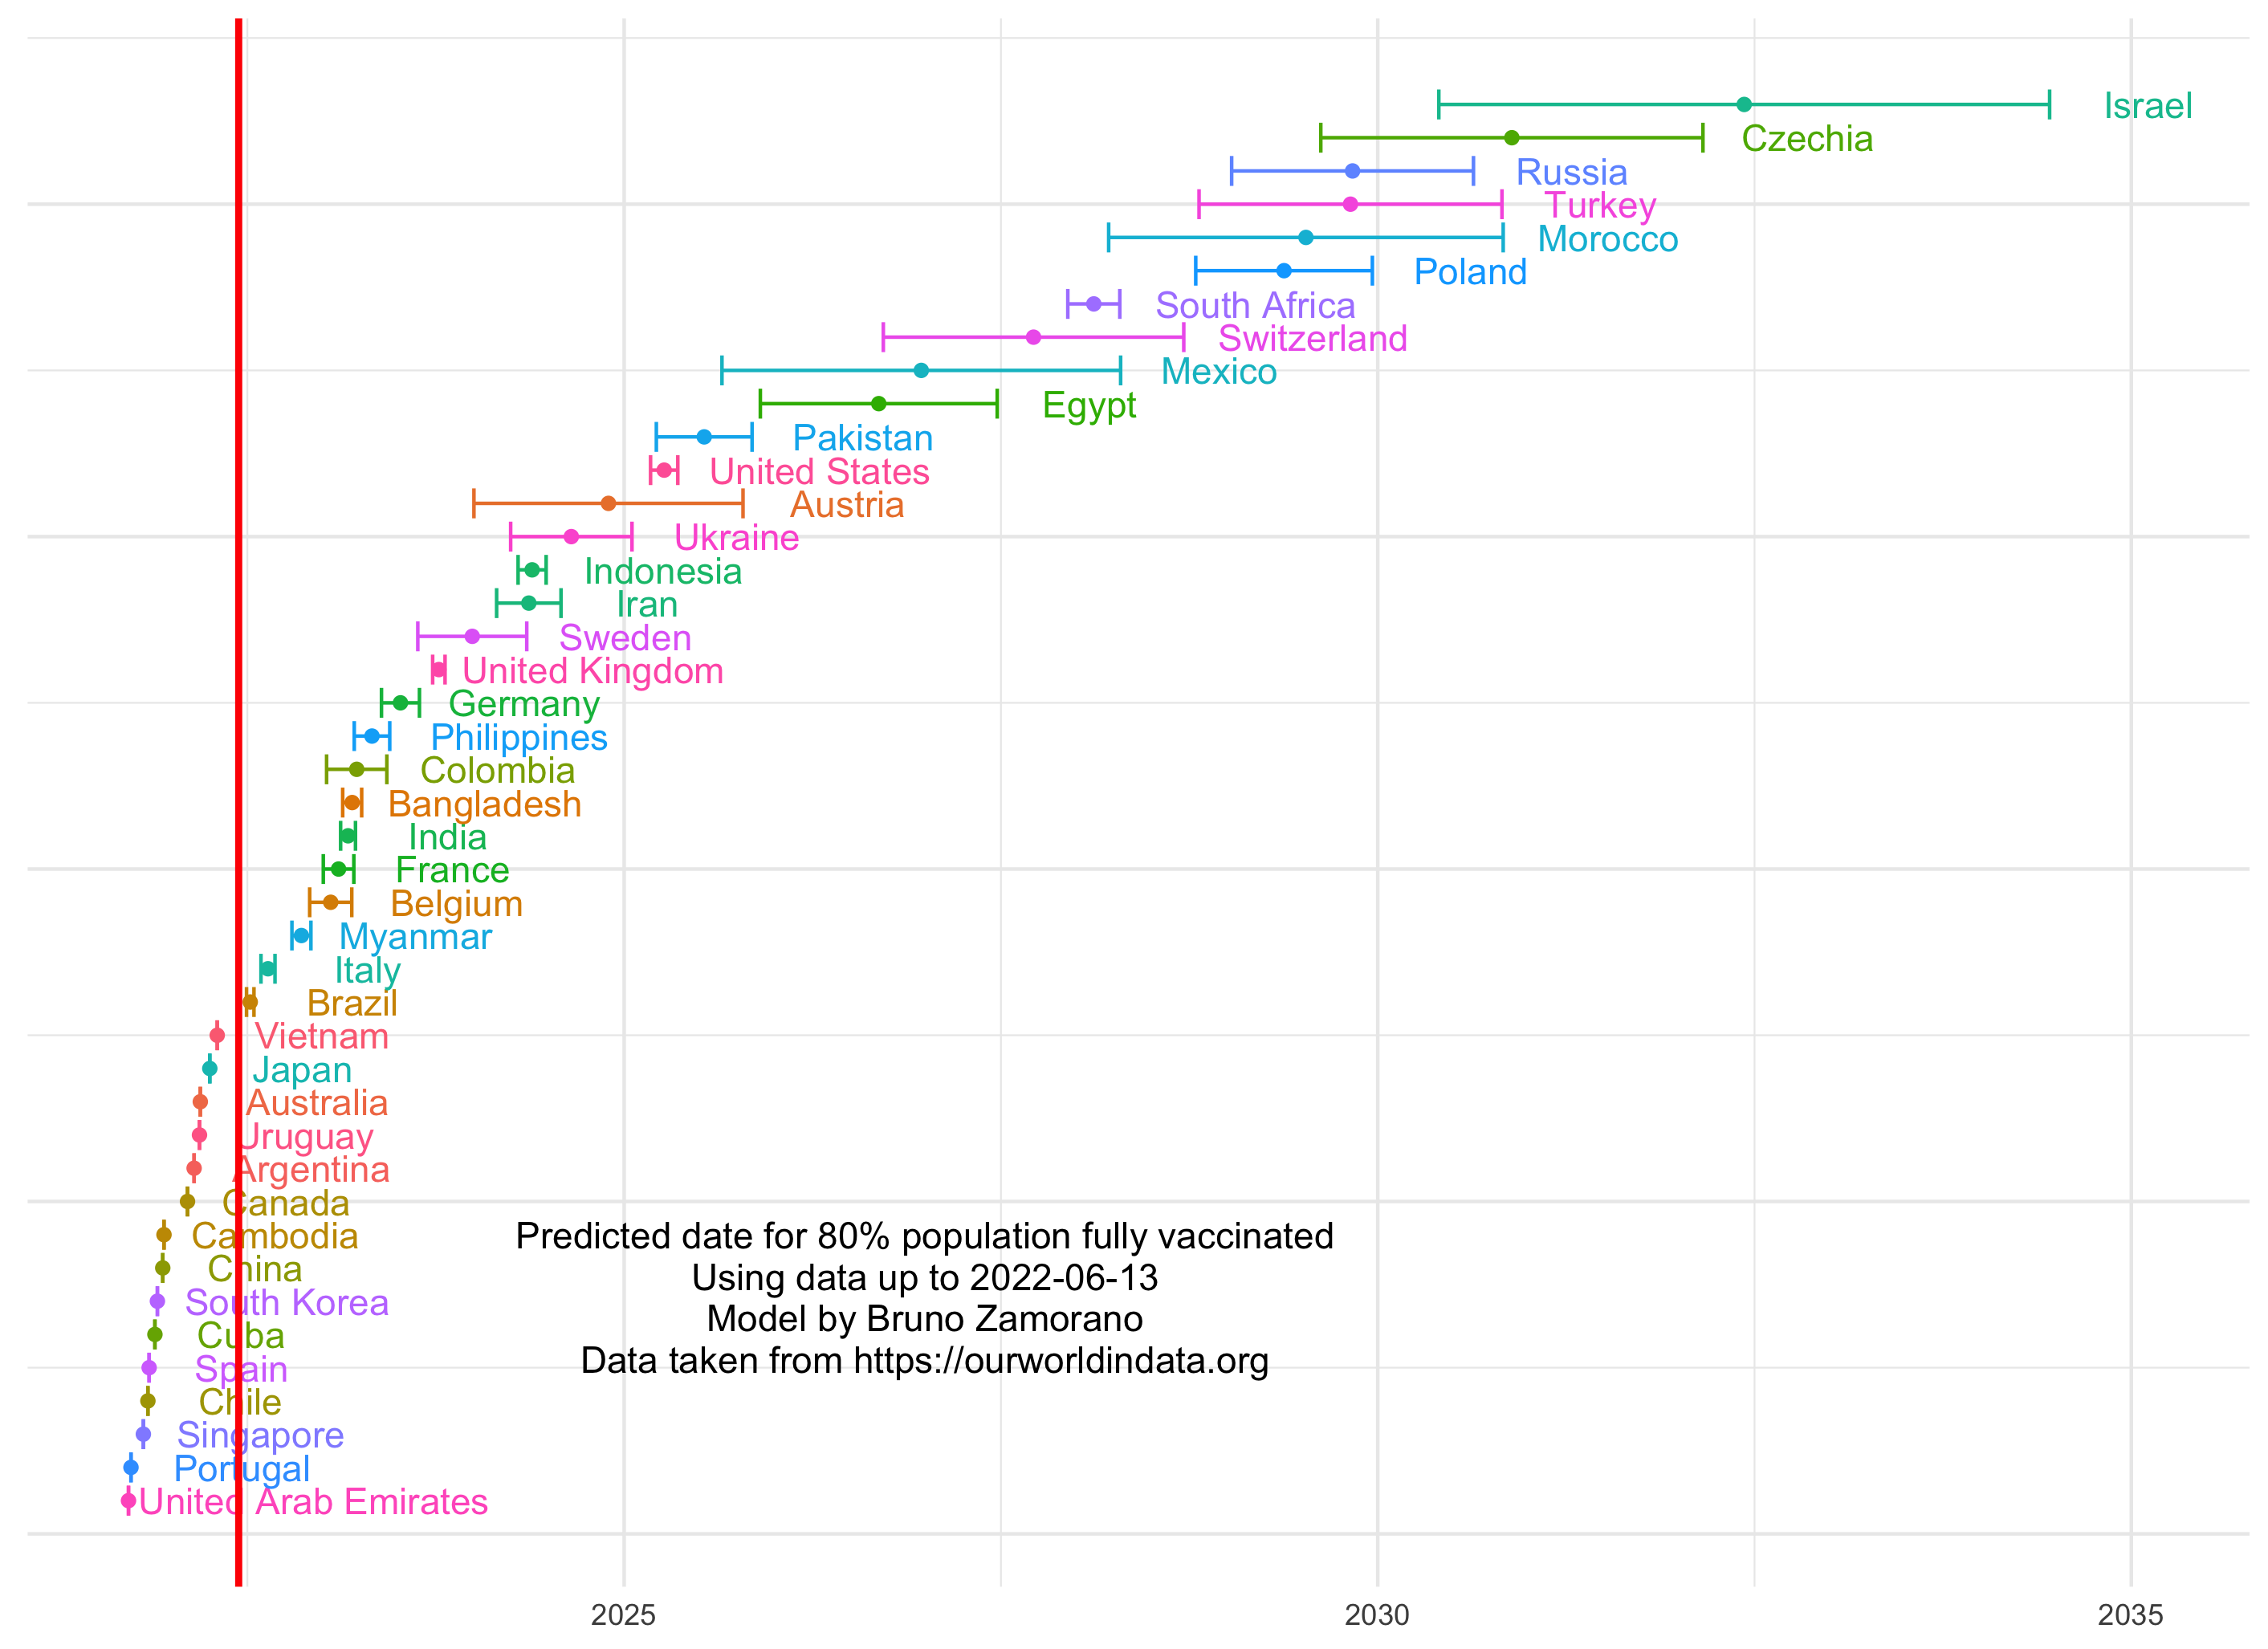 Israel
Czechia
Russia
Turkey
Morocco
Poland
South Africa
Switzerland
Mexico
Egypt
Pakistan
United States
Austria
Ukraine
Indonesia
Iran
Sweden
United Kingdom
Germany
Philippines
Colombia
Bangladesh
India
France
Belgium
Myanmar
Italy
Brazil
Vietnam
Japan
Australia
Uruguay
Argentina
Canada
Cambodia
China
South Korea
Cuba
Spain
Chile
Singapore
Portugal
United Arab Emirates
Predicted date for 80% population fully vaccinated
Using data up to 2022-06-13
Model by Bruno Zamorano
Data taken from https://ourworldindata.org
2025 2030 2035